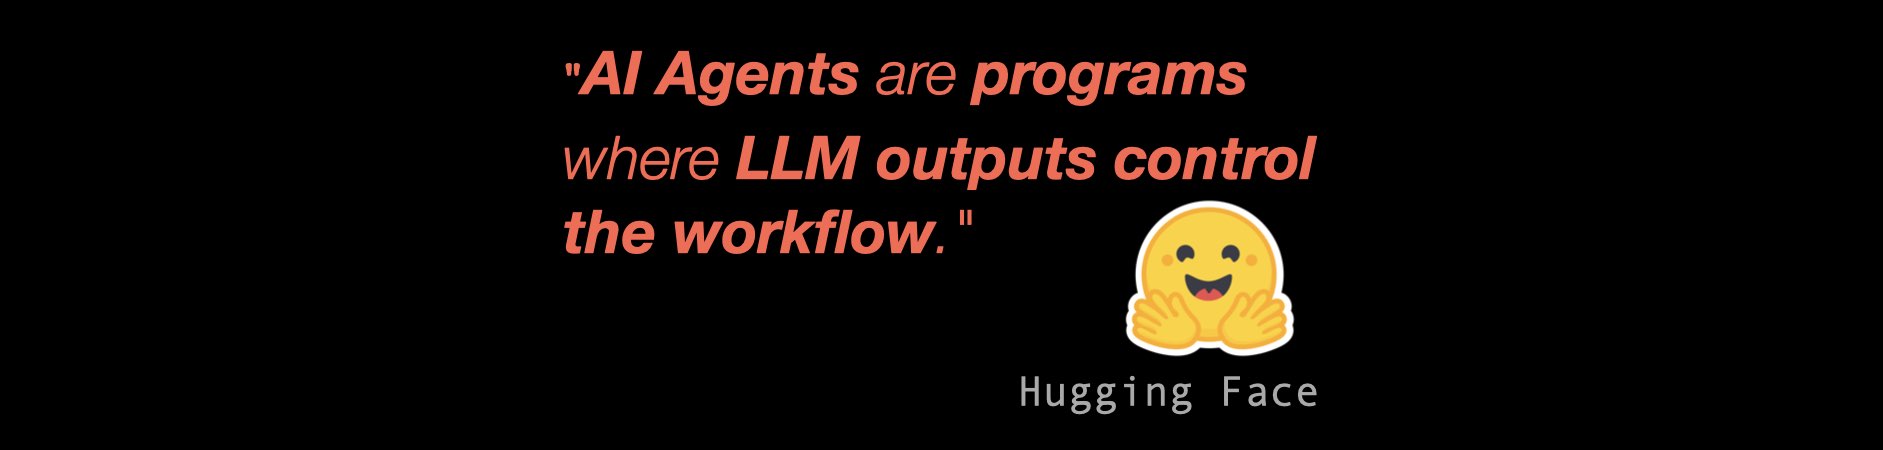 "AI Agents are programs
where LLM outputs control
the workflow."
Hugging Face